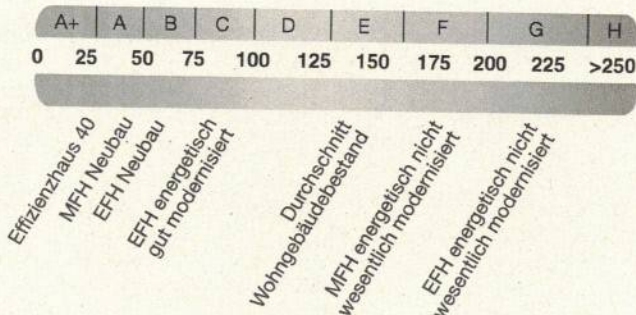 A+ A B C D E F G H
0 25 50 75 100 125 150 175 200 225 >250
Effizienzhaus 40
MFH Neubau
EFH Neubau
EFH energetisch
gut modernisiert
Durchschnitt
Wohngebäudebestand
MFH energetisch nicht
wesentlich modernisiert
EFH energetisch nicht
wesentlich modernisiert